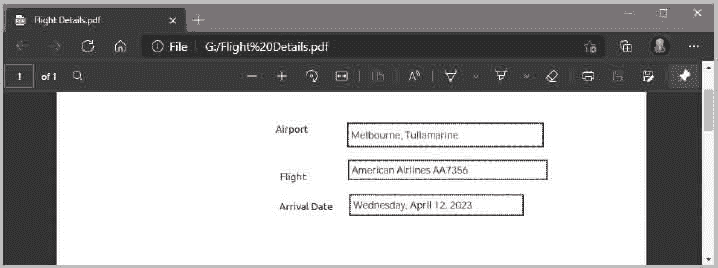 Flight Details.pdf
File G:/Flight%20Details.pdf
1 of 1
Airport Melbourne, Tullamarine
Flight American Airlines AA7356
Arrival Date Wednesday, April 12, 2023